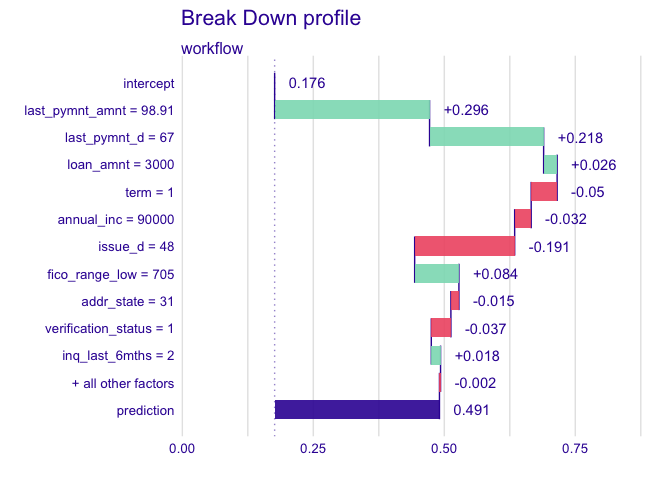 Break Down profile
workflow
intercept 0.176
last_pymnt_amnt = 98.91 +0.296
last_pymnt_d = 67 +0.218
loan_amnt = 3000 +0.026
term = 1 -0.05
annual_inc = 90000 -0.032
issue_d = 48 -0.191
fico_range_low = 705 +0.084
addr_state = 31 -0.015
verification_status = 1 -0.037
inq_last_6mths = 2 +0.018
+ all other factors -0.002
prediction 0.491
0.00 0.25 0.50 0.75